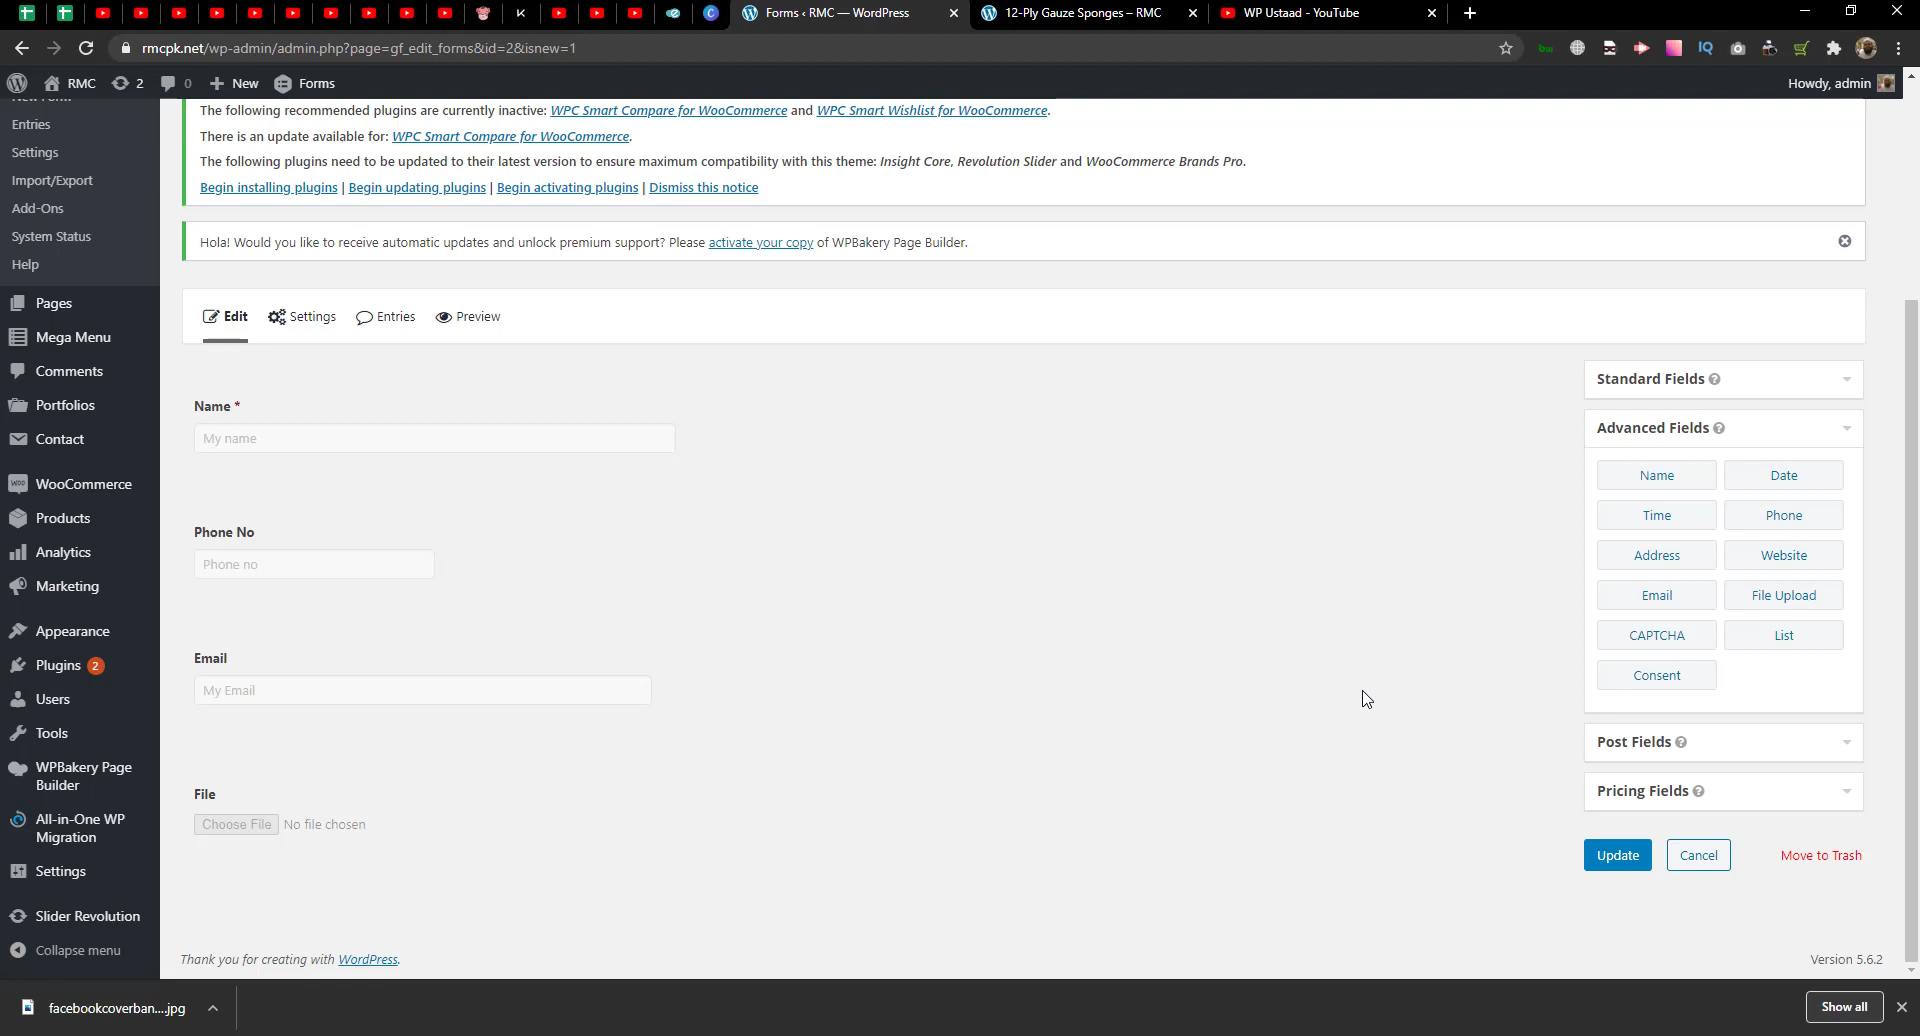 Forms ‹ RMC — WordPress
12-Ply Gauze Sponges – RMC
WP Ustaad - YouTube
rmcpk.net/wp-admin/admin.php?page=gf_edit_forms&id=2&isnew=1
RMC
2
0
New
Forms
Howdy, admin
Entries
Settings
Import/Export
Add-Ons
System Status
Help
Pages
Mega Menu
Comments
Portfolios
Contact
WooCommerce
Products
Analytics
Marketing
Appearance
Plugins 2
Users
Tools
WPBakery Page
Builder
All-in-One WP
Migration
Settings
Slider Revolution
Collapse menu
The following recommended plugins are currently inactive: WPC Smart Compare for WooCommerce and WPC Smart Wishlist for WooCommerce.
There is an update available for: WPC Smart Compare for WooCommerce.
The following plugins need to be updated to their latest version to ensure maximum compatibility with this theme: Insight Core, Revolution Slider and WooCommerce Brands Pro.
Begin installing plugins | Begin updating plugins | Begin activating plugins | Dismiss this notice
Hola! Would you like to receive automatic updates and unlock premium support? Please activate your copy of WPBakery Page Builder.
Edit
Settings
Entries
Preview
Name *
My name
Phone No
Phone no
Email
My Email
File
Choose File No file chosen
Standard Fields
Advanced Fields
Name
Date
Time
Phone
Address
Website
Email
File Upload
CAPTCHA
List
Consent
Post Fields
Pricing Fields
Update
Cancel
Move to Trash
Thank you for creating with WordPress.
Version 5.6.2
facebookcoverban....jpg
Show all